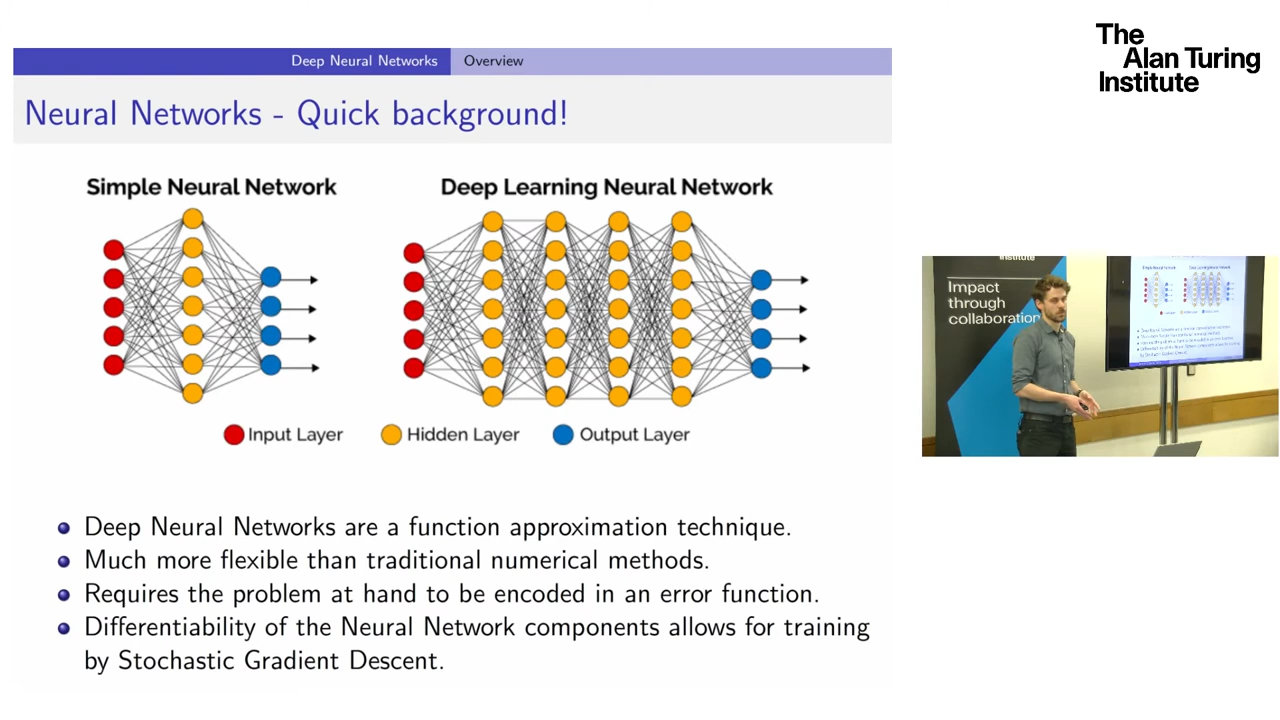 The
Alan Turing
Institute
Deep Neural Networks
Overview
Neural Networks - Quick background!
Simple Neural Network
Deep Learning Neural Network
Input Layer
Hidden Layer
Output Layer
Deep Neural Networks are a function approximation technique.
Much more flexible than traditional numerical methods.
Requires the problem at hand to be encoded in an error function.
Differentiability of the Neural Network components allows for training
by Stochastic Gradient Descent.
Institute
Impact
through
collaboration